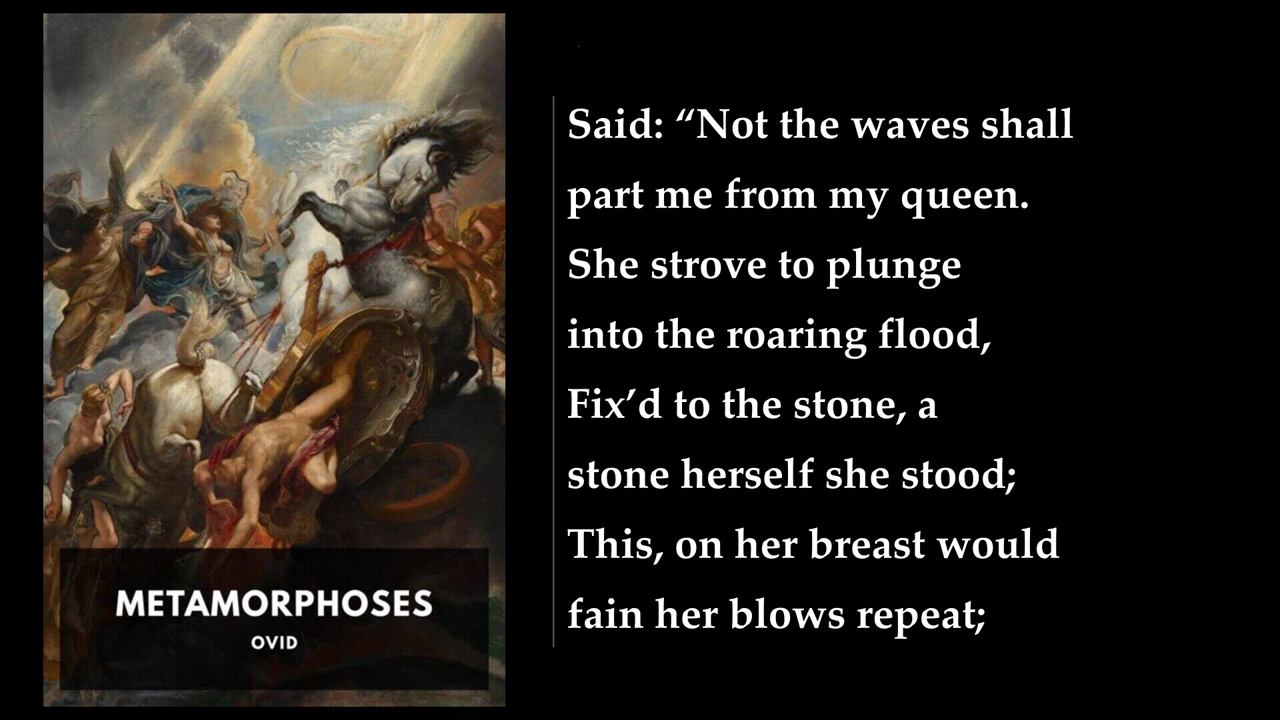 METAMORPHOSES
OVID
Said: “Not the waves shall
part me from my queen.
She strove to plunge
into the roaring flood,
Fix’d to the stone, a
stone herself she stood;
This, on her breast would
fain her blows repeat;